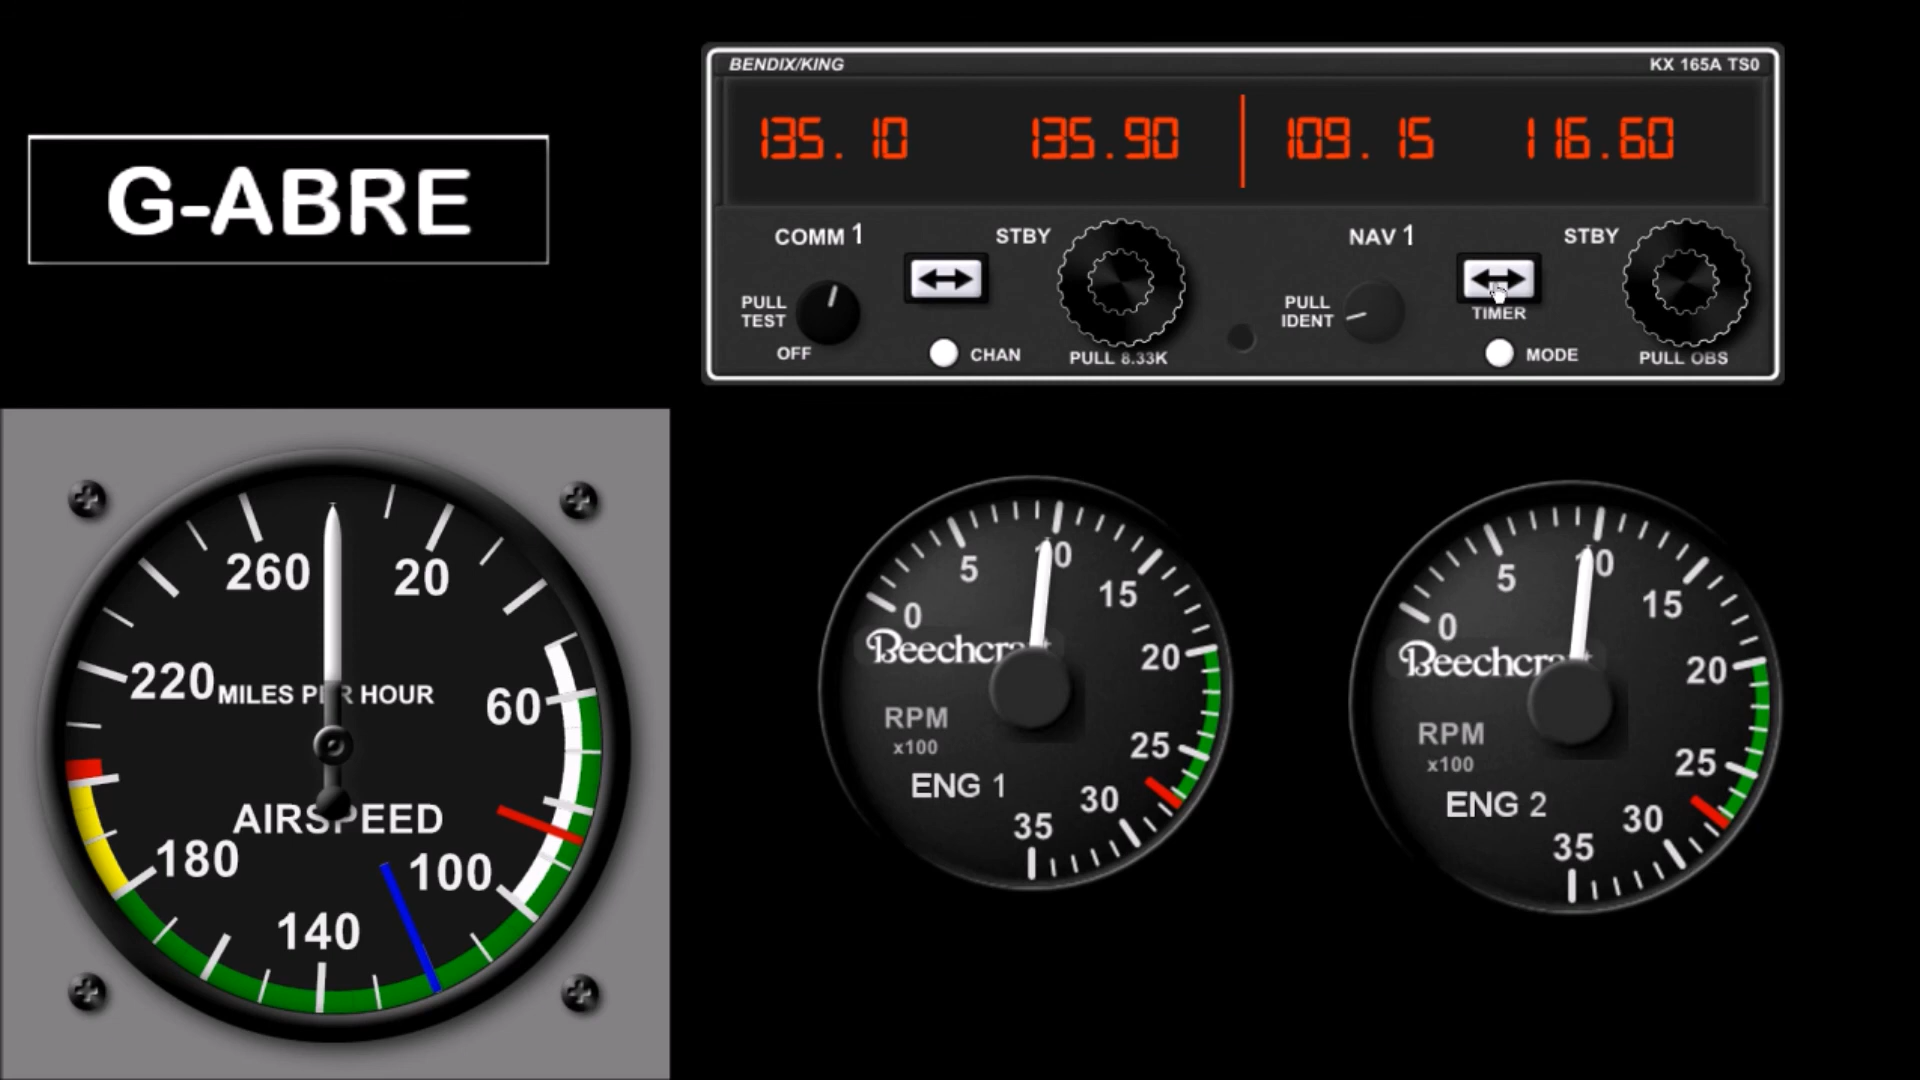 BENDIX/KING
KX 165A TS0
135.10
135.90
109.15
116.60
G-ABRE
COMM 1
STBY
NAV 1
STBY
PULL
TEST
OFF
CHAN
PULL 8.33K
PULL
IDENT
TIMER
MODE
PULL OBS
260
20
220
MILES PER HOUR
60
AIRSPEED
180
100
140
0
5
10
15
20
25
30
35
Beechcraft
RPM
x100
ENG 1
0
5
10
15
20
25
30
35
Beechcraft
RPM
x100
ENG 2